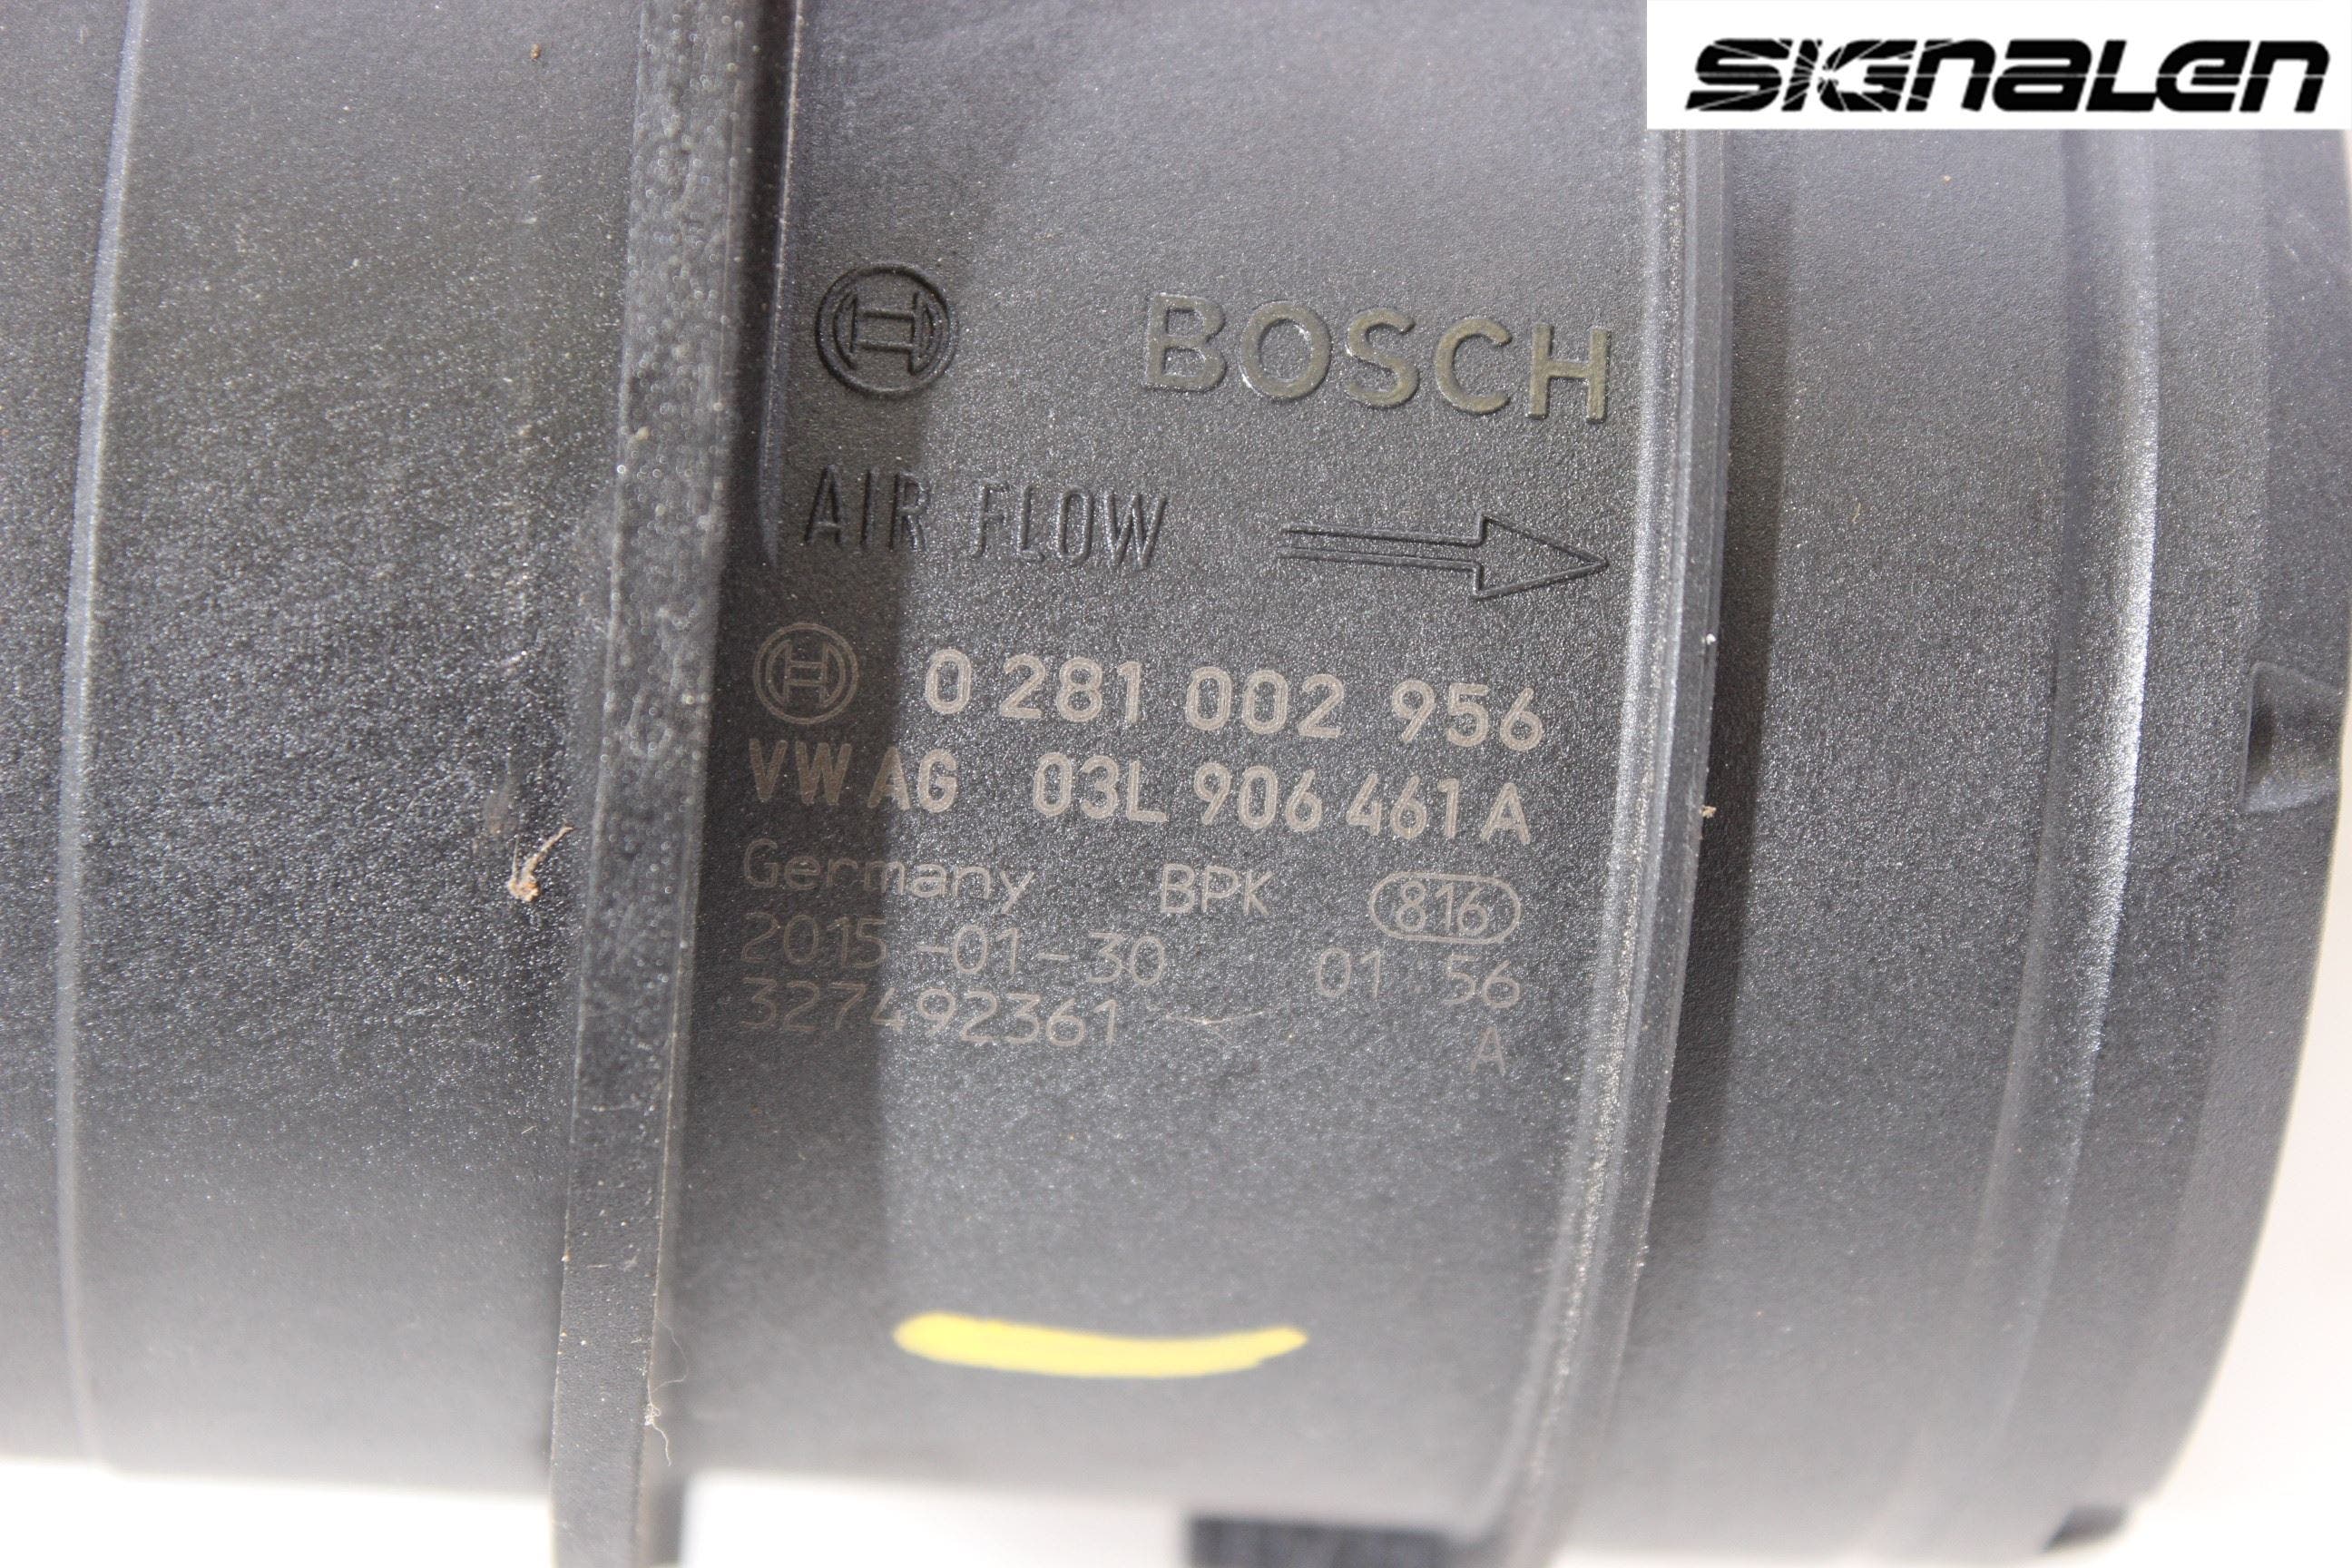 SIGNALEN
BOSCH
AIR FLOW
0 281 002 956
VW AG 03L 906 461 A
Germany BPK 816
2015-01-30 01 56
327492361 A